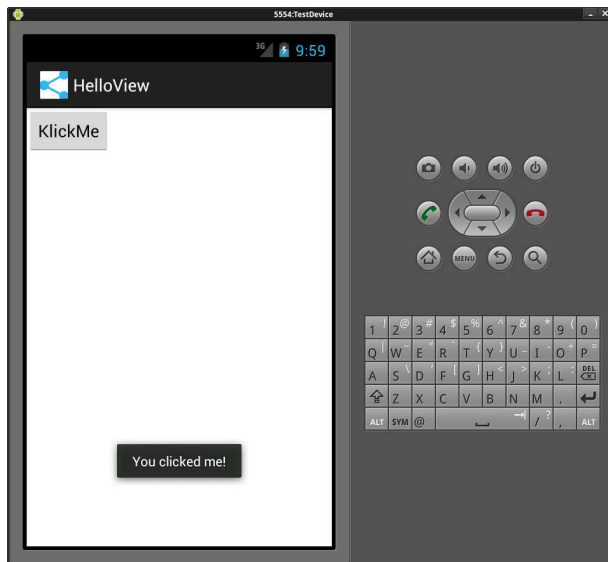 5554:TestDevice
3G 9:59
HelloView
KlickMe
You clicked me!
MENU
1 ! 2 @ 3 # 4 $ 5 % 6 ^ 7 & 8 * 9 ( 0 )
Q | W ~ E " R ` T { Y } U _ I - O + P =
A S \ D ' F [ G ] H < J > K ; L : DEL
Z X C V B N M .
ALT SYM @ / ? , ALT